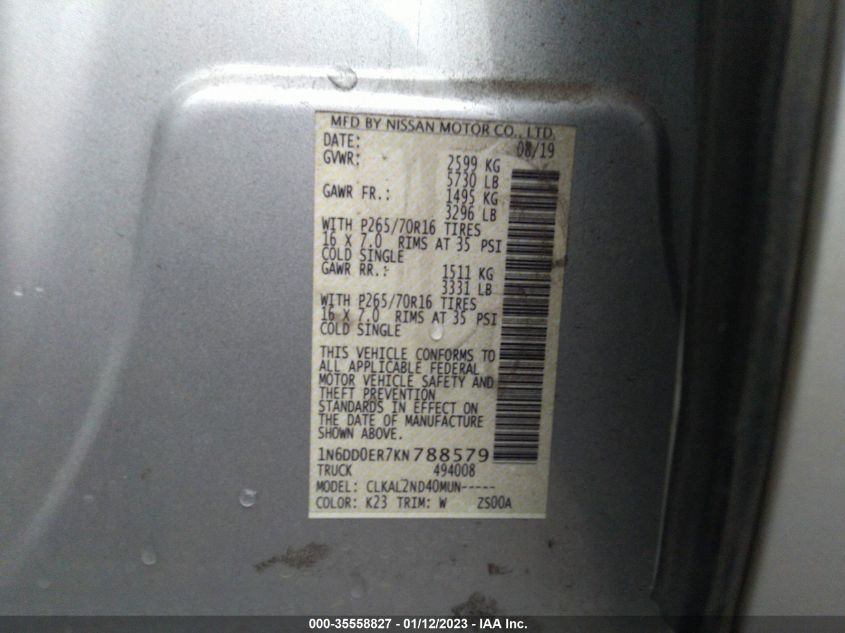 MFD BY NISSAN MOTOR CO., LTD.
DATE: 08/19
GVWR: 2599 KG
5730 LB
GAWR FR.: 1495 KG
3296 LB
WITH P265/70R16 TIRES
16 X 7.0 RIMS AT 35 PSI
COLD SINGLE
GAWR RR.: 1511 KG
3331 LB
WITH P265/70R16 TIRES
16 X 7.0 RIMS AT 35 PSI
COLD SINGLE
THIS VEHICLE CONFORMS TO
ALL APPLICABLE FEDERAL
MOTOR VEHICLE SAFETY AND
THEFT PREVENTION
STANDARDS IN EFFECT ON
THE DATE OF MANUFACTURE
SHOWN ABOVE.
1N6DD0ER7KN788579
TRUCK 494008
MODEL: CLKAL2ND40MUN-----
COLOR: K23 TRIM: W ZS00A
000-35558827 - 01/12/2023 - IAA Inc.